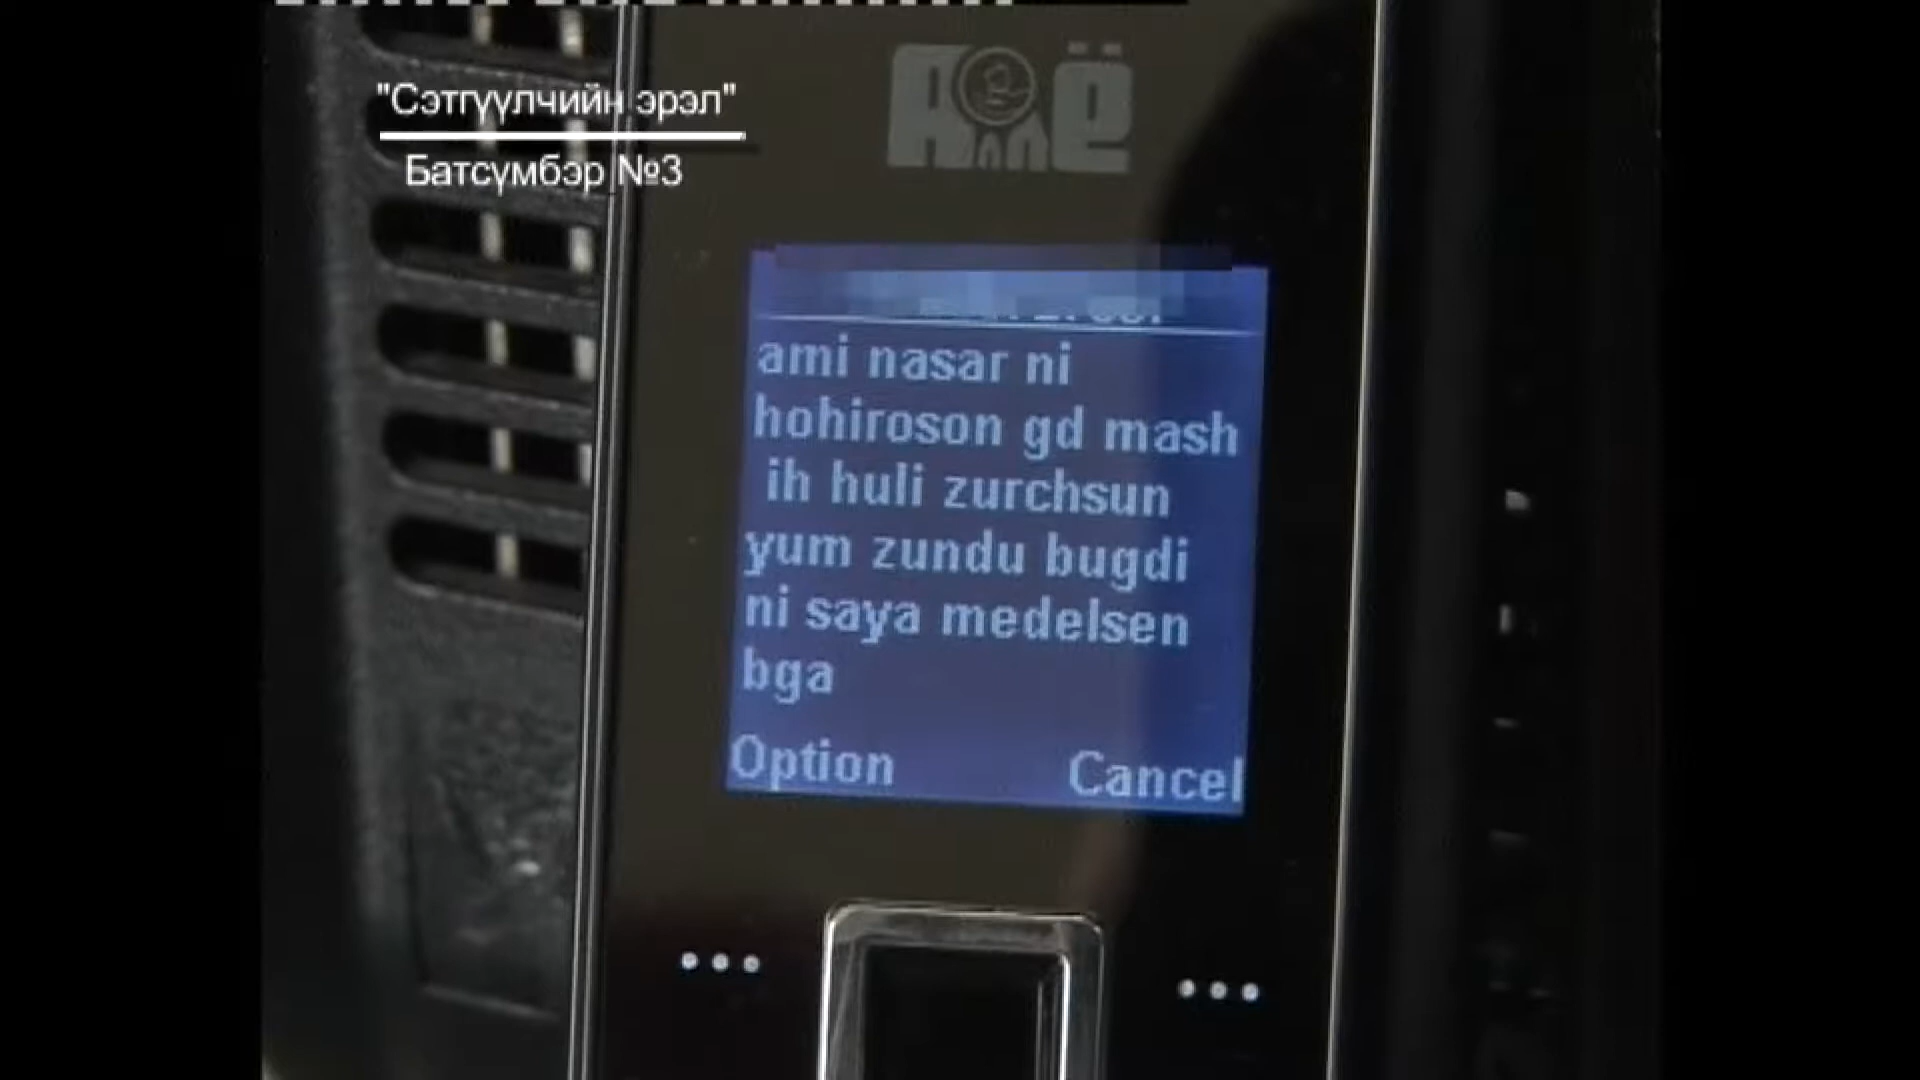 "Сэтгүүлчийн эрэл"
Батсүмбэр №3
Аллё
ami nasar ni
hohiroson gd mash
ih huli zurchsun
yum zundu bugdi
ni saya medelsen
bga
Option Cancel